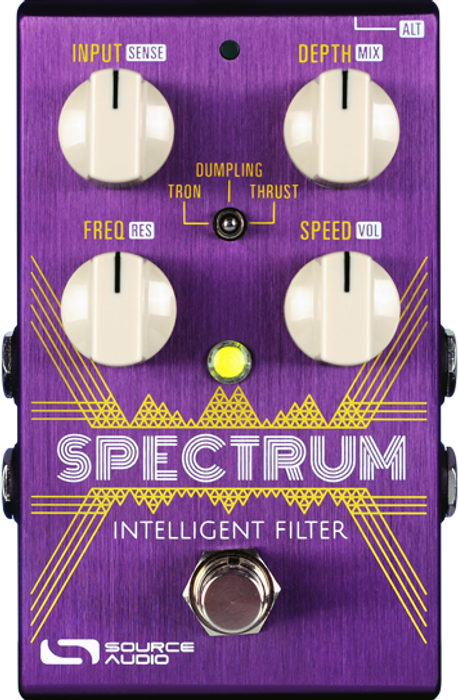 ALT
INPUT SENSE
DEPTH MIX
DUMPLING
TRON THRUST
FREQ RES
SPEED VOL
SPECTRUM
INTELLIGENT FILTER
SOURCE
AUDIO